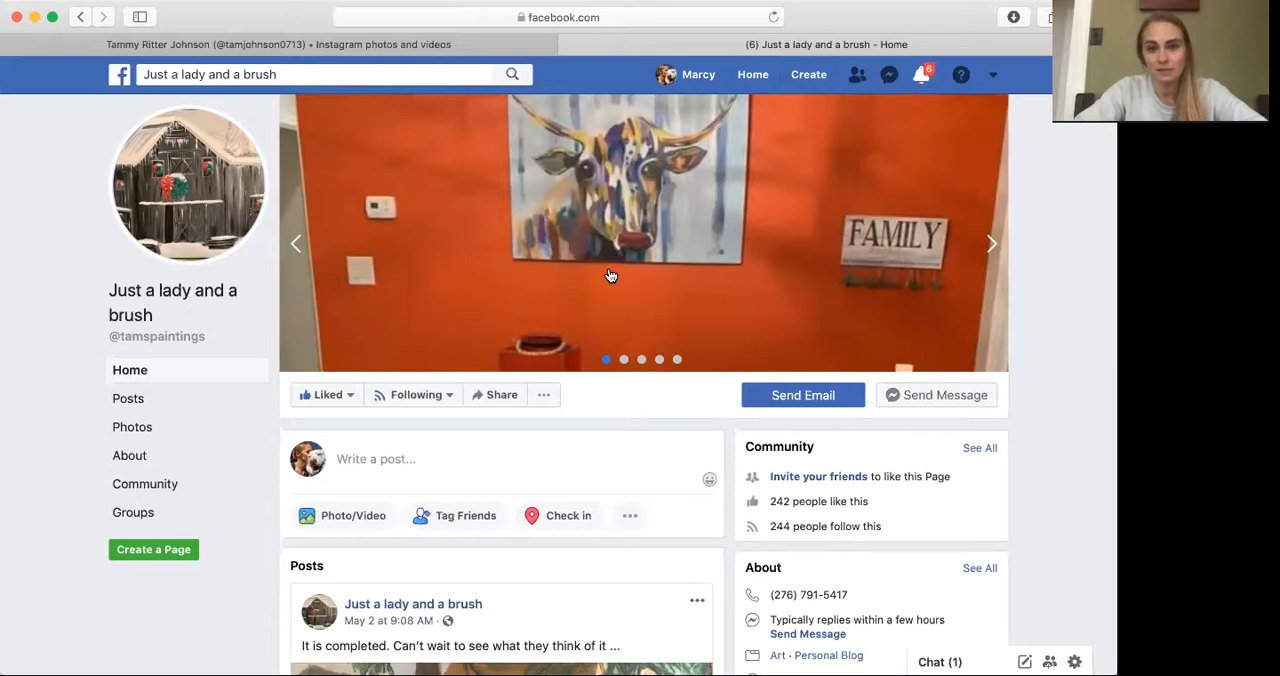 facebook.com
Tammy Ritter Johnson (@tamjohnson0713) • Instagram photos and videos
(6) Just a lady and a brush - Home
Just a lady and a brush
Marcy
Home
Create
6
FAMILY
Just a lady and a
brush
@tamspaintings
Home
Posts
Photos
About
Community
Groups
Create a Page
Liked
Following
Share
Send Email
Send Message
Write a post...
Photo/Video
Tag Friends
Check in
Posts
Just a lady and a brush
May 2 at 9:08 AM ·
It is completed. Can't wait to see what they think of it ...
Community
See All
Invite your friends to like this Page
242 people like this
244 people follow this
About
See All
(276) 791-5417
Typically replies within a few hours
Send Message
Art · Personal Blog
Chat (1)